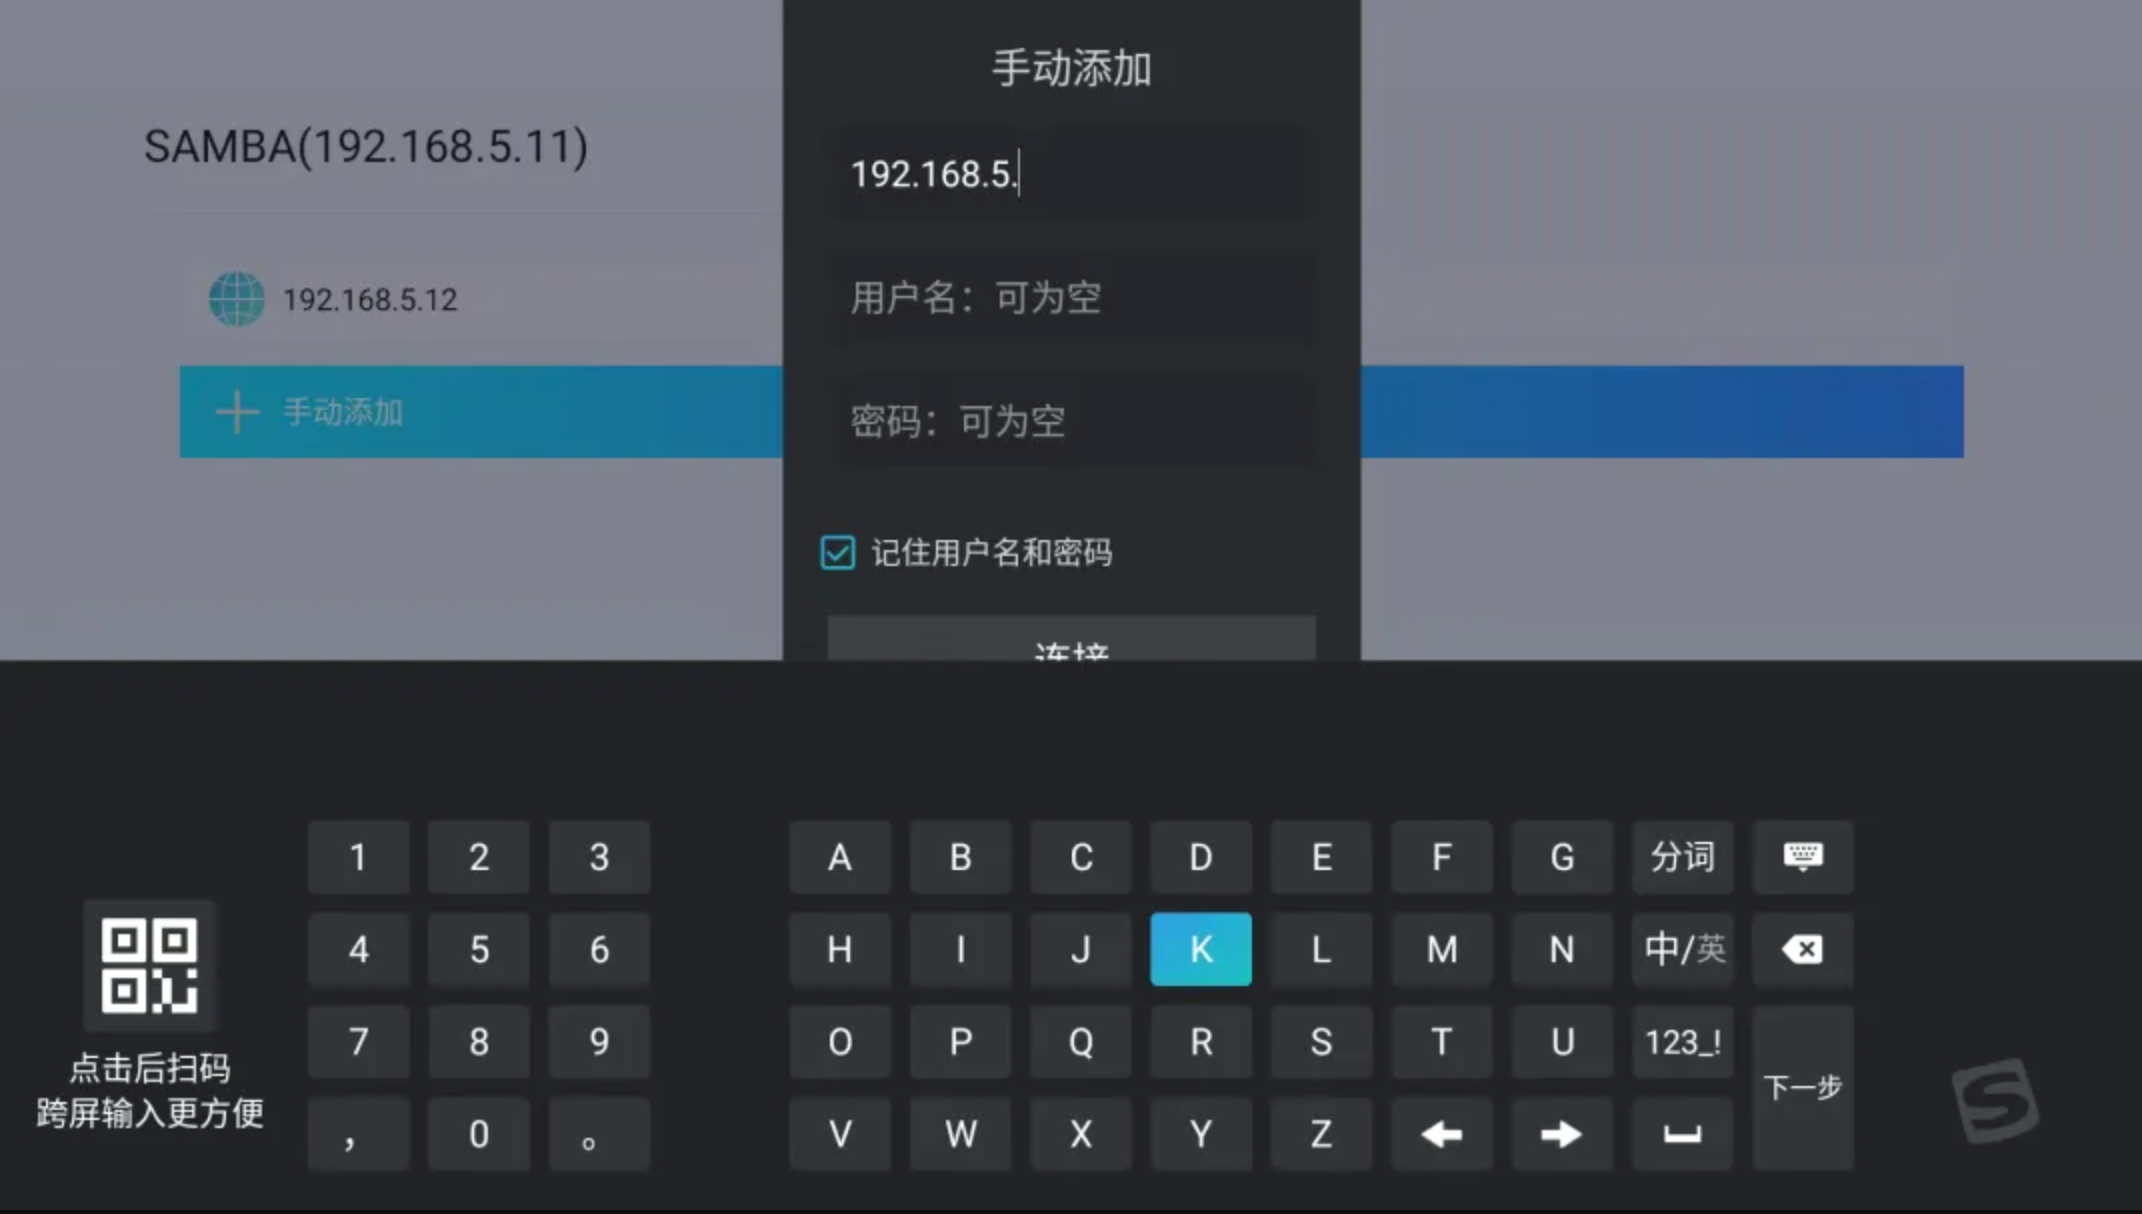 手动添加
SAMBA(192.168.5.11)
192.168.5.
192.168.5.12
用户名：可为空
手动添加
密码：可为空
记住用户名和密码
连接
1 2 3 A B C D E F G 分词
4 5 6 H I J K L M N 中/英
7 8 9 O P Q R S T U 123_!
， 0 。 V W X Y Z
下一步
点击后扫码
跨屏输入更方便
S